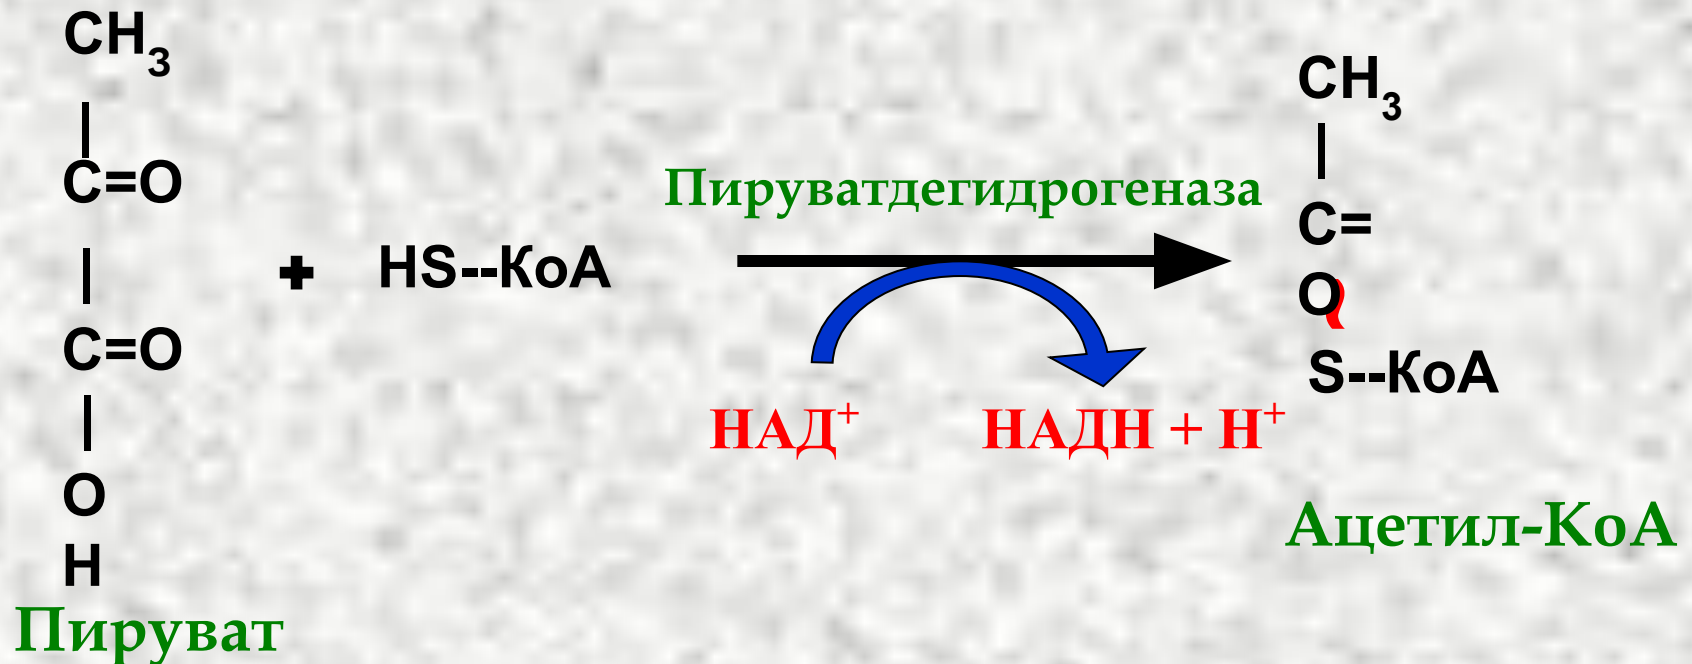 CH3
C=O
C=O
O
H
Пируват
+
HS--КоА
Пируватдегидрогеназа
НАД+
НАДН + Н+
CH3
C=
O
S--КоА
Ацетил-КоА